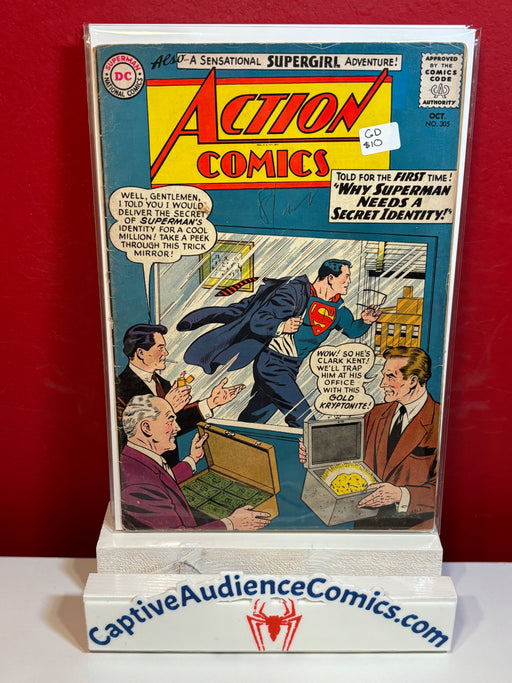 Also—A SENSATIONAL SUPERGIRL ADVENTURE!
SUPERMAN
DC
NATIONAL COMICS
APPROVED
BY THE
COMICS
CODE
CA
AUTHORITY
ACTION
COMICS
GD
$10
OCT.
NO. 305
TOLD FOR THE FIRST TIME!
"WHY SUPERMAN
NEEDS A
SECRET IDENTITY!"
WELL, GENTLEMEN,
I TOLD YOU I WOULD
DELIVER THE SECRET
OF SUPERMAN'S
IDENTITY FOR A COOL
MILLION! TAKE A PEEK
THROUGH THIS TRICK
MIRROR!
S
WOW! SO HE'S
CLARK KENT!
WE'LL TRAP
HIM AT HIS
OFFICE
WITH THIS
GOLD
KRYPTONITE!
CaptiveAudienceComics.com